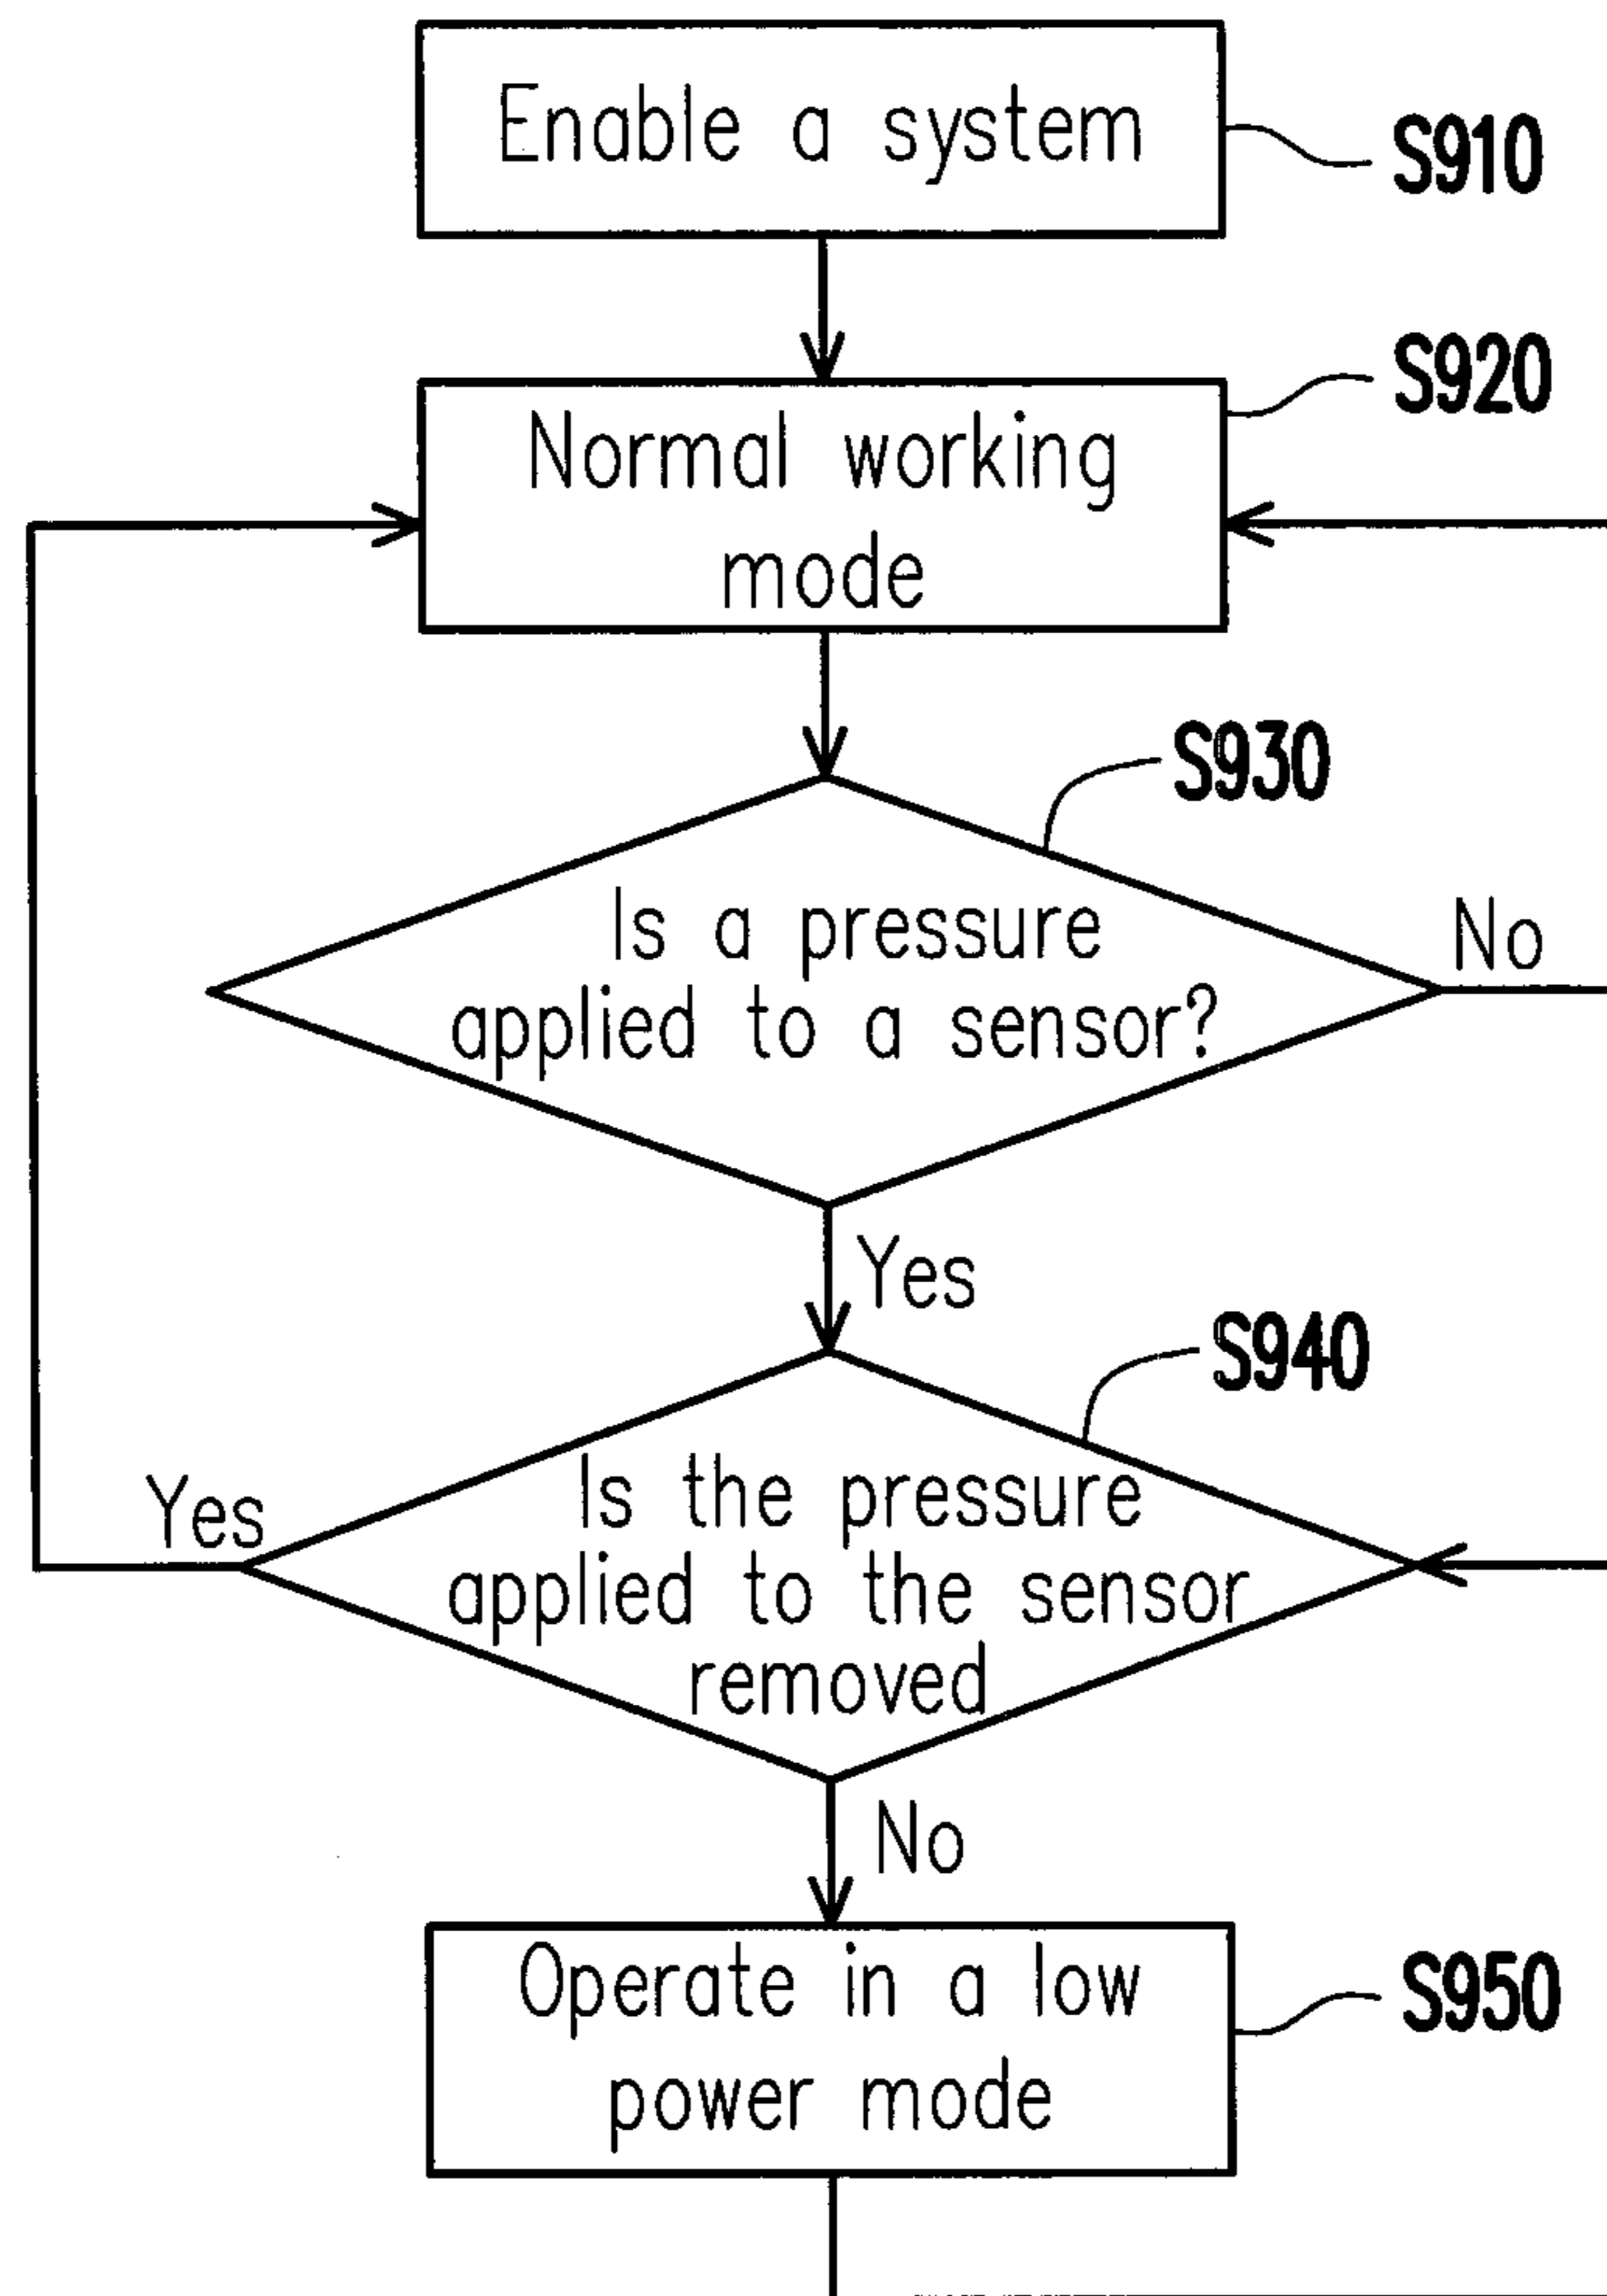 Enable a system
S910
S920
Normal working
mode
S930
Is a pressure
applied to a sensor?
No
Yes
S940
Is the pressure
applied to the sensor
removed
Yes
No
Operate in a low
power mode
S950